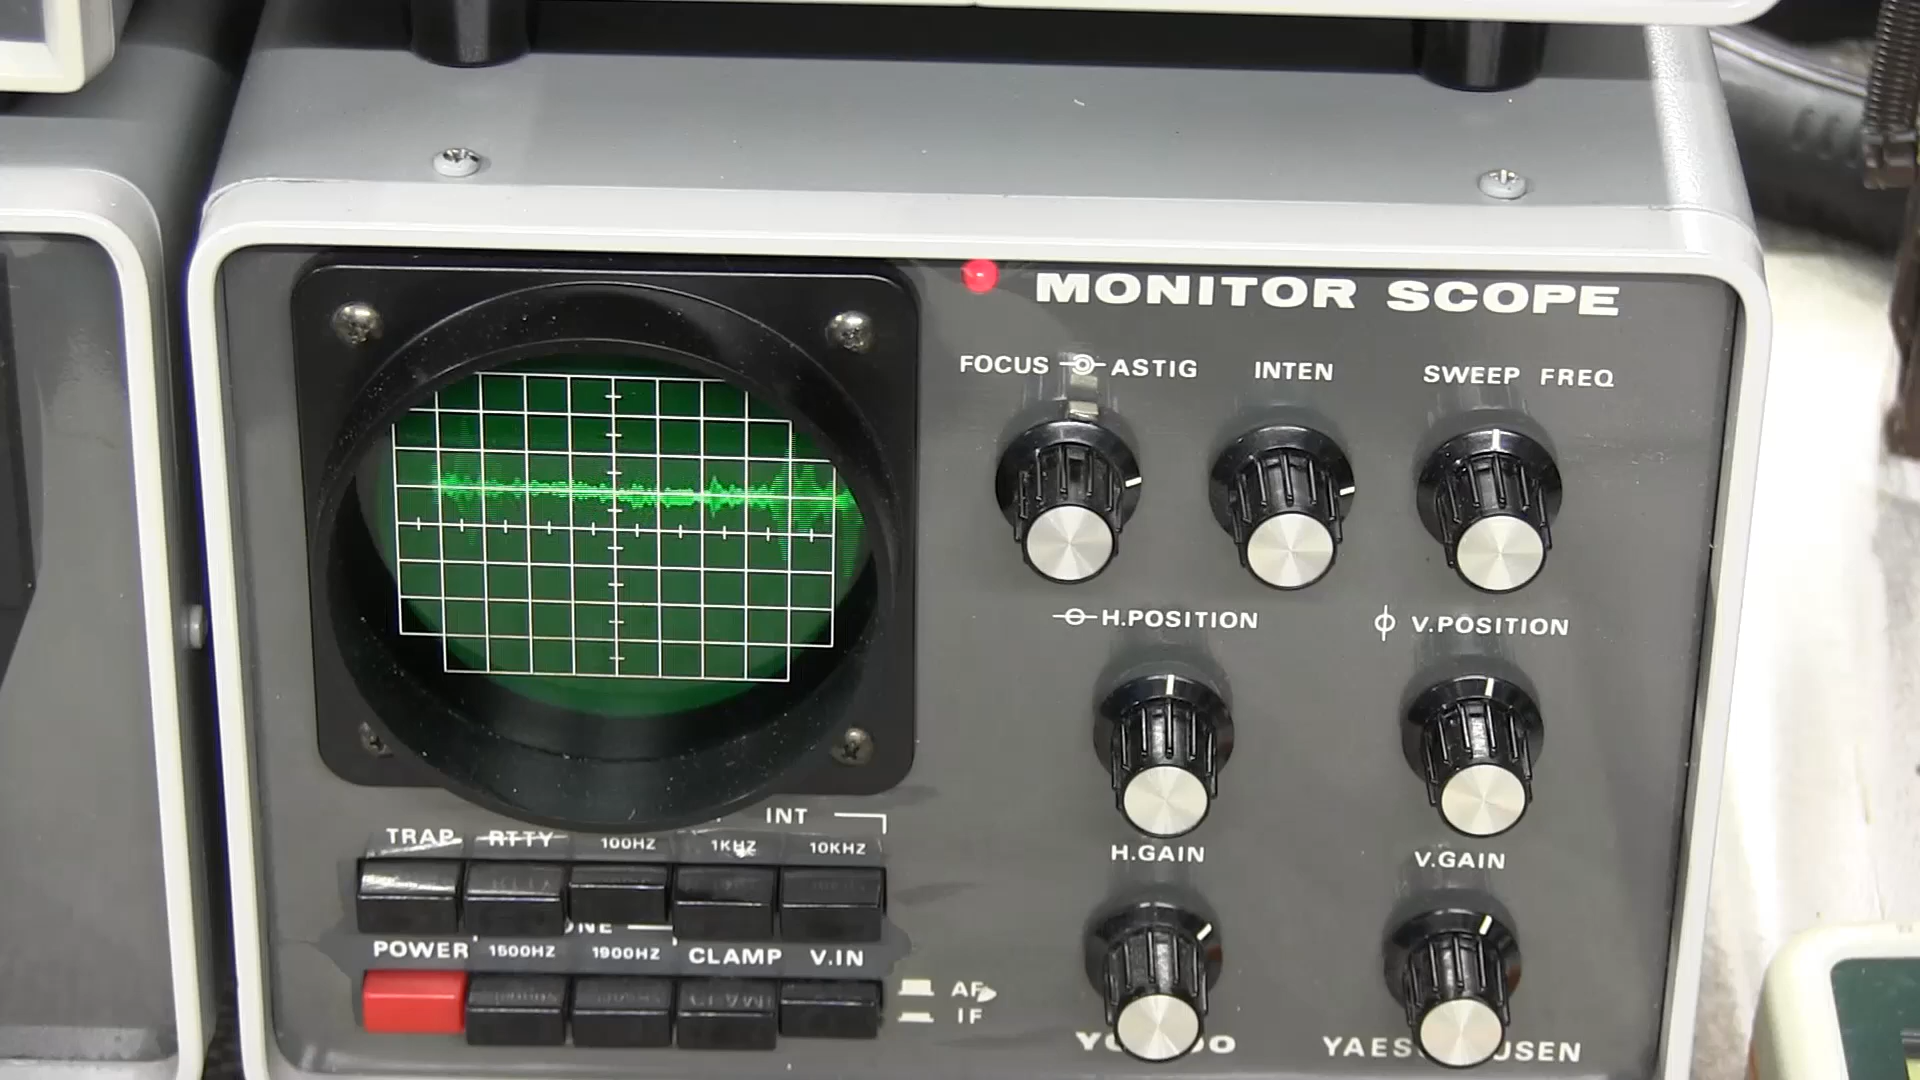 MONITOR SCOPE
FOCUS ASTIG INTEN SWEEP FREQ
H.POSITION V.POSITION
H.GAIN V.GAIN
INT
TRAP RTTY 100HZ 1KHZ 10KHZ
POWER 1500HZ 1900HZ CLAMP V.IN
AF
IF